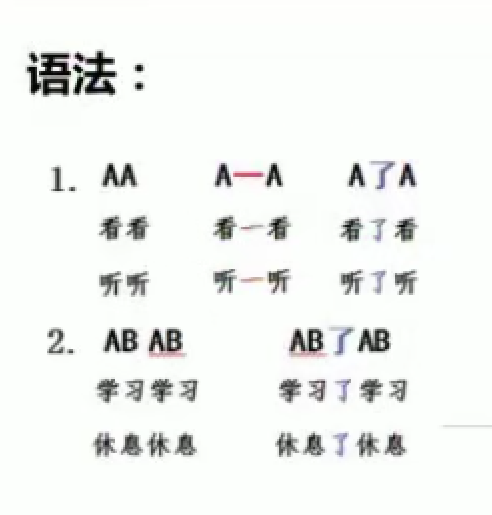 语法：
1. AA A一A A了A
看看 看一看 看了看
听听 听一听 听了听
2. AB AB AB了AB
学习学习 学习了学习
休息休息 休息了休息